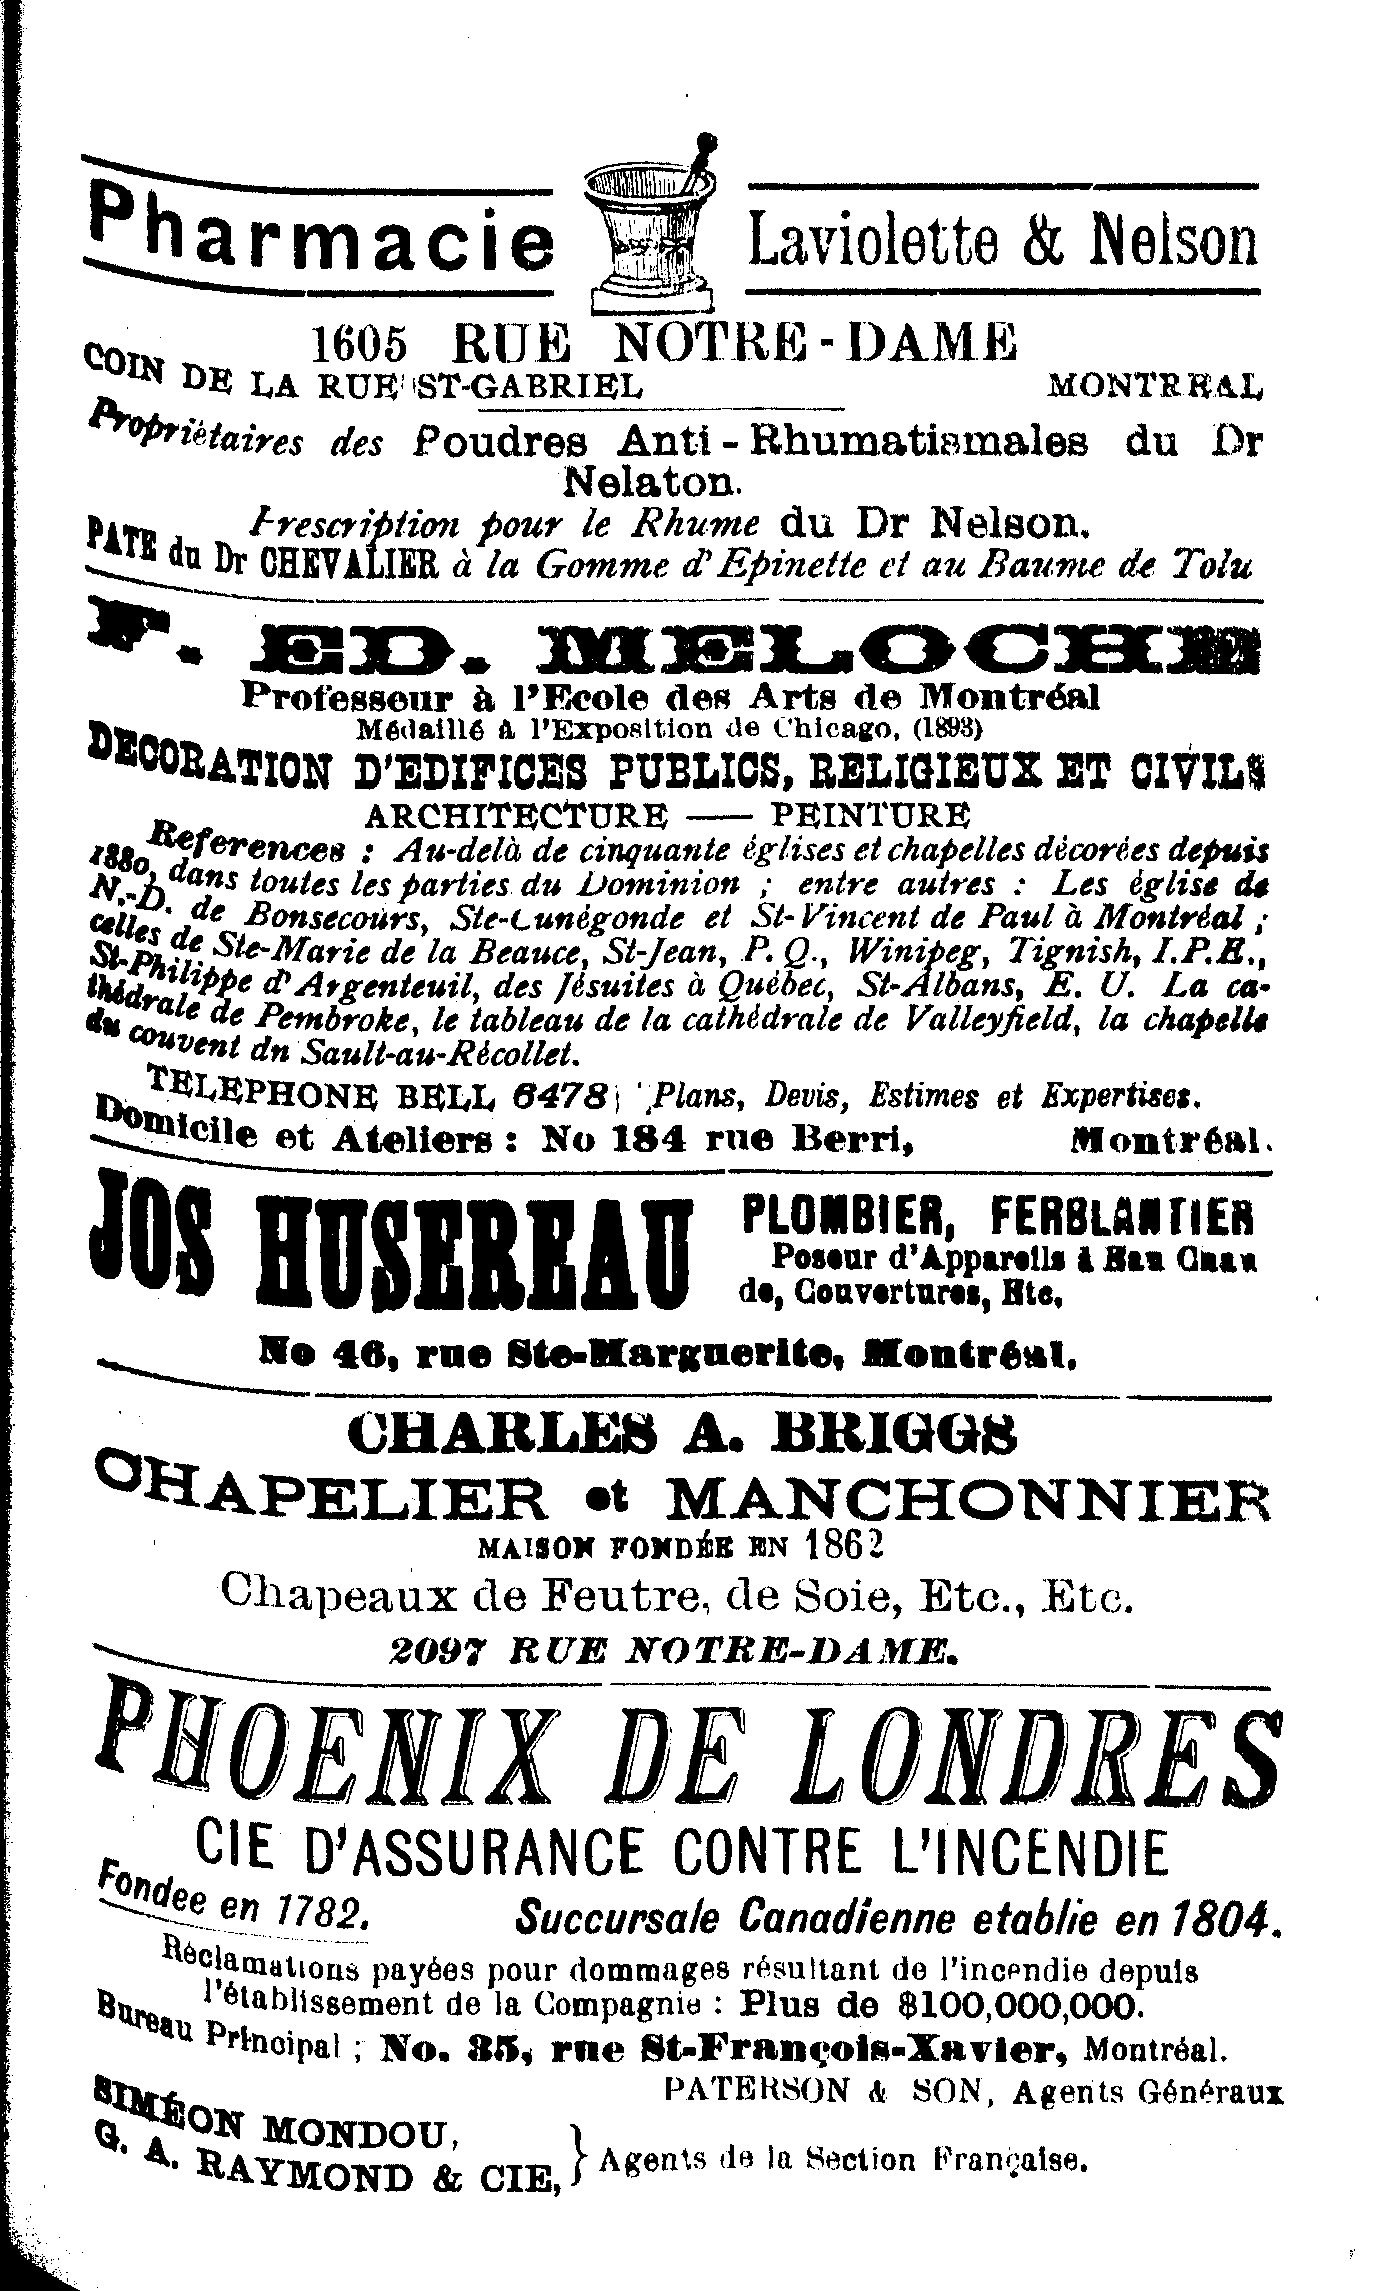 Pharmacie Laviolette & Nelson
1605 RUE NOTRE-DAME
COIN DE LA RUE ST-GABRIEL MONTREAL
Propriètaires des Poudres Anti-Rhumatismales du Dr
Nelaton.
Prescription pour le Rhume du Dr Nelson.
PATE du Dr CHEVALIER à la Gomme d'Epinette et au Baume de Tolu
F. ED. MELOCHE
Professeur à l'Ecole des Arts de Montréal
Médaillé à l'Exposition de Chicago, (1893)
DECORATION D'EDIFICES PUBLICS, RELIGIEUX ET CIVILS
ARCHITECTURE — PEINTURE
References : Au-delà de cinquante églises et chapelles décorées depuis
1880, dans toutes les parties du Dominion ; entre autres : Les église de
N.-D. de Bonsecours, Ste-Cunégonde et St-Vincent de Paul à Montréal ;
celles de Ste-Marie de la Beauce, St-Jean, P. Q., Winipeg, Tignish, I.P.E.,
St-Philippe d'Argenteuil, des Jésuites à Québec, St-Albans, E. U. La ca-
thédrale de Pembroke, le tableau de la cathédrale de Valleyfield, la chapelle
du couvent dn Sault-au-Récollet.
TELEPHONE BELL 6478 Plans, Devis, Estimes et Expertises.
Domicile et Ateliers : No 184 rue Berri, Montréal.
JOS HUSEREAU PLOMBIER, FERBLANTIER
Poseur d'Appareils à Eau Chau
de, Couvertures, Etc.
No 46, rue Ste-Marguerite, Montréal.
CHARLES A. BRIGGS
CHAPELIER et MANCHONNIER
MAISON FONDÉE EN 1862
Chapeaux de Feutre, de Soie, Etc., Etc.
2097 RUE NOTRE-DAME.
PHOENIX DE LONDRES
CIE D'ASSURANCE CONTRE L'INCENDIE
Fondee en 1782. Succursale Canadienne etablie en 1804.
Réclamations payées pour dommages résultant de l'incendie depuis
l'établissement de la Compagnie : Plus de $100,000,000.
Bureau Principal ; No. 35, rue St-François-Xavier, Montréal.
PATERSON & SON, Agents Généraux
SIMÉON MONDOU,
G. A. RAYMOND & CIE, } Agents de la Section Française.